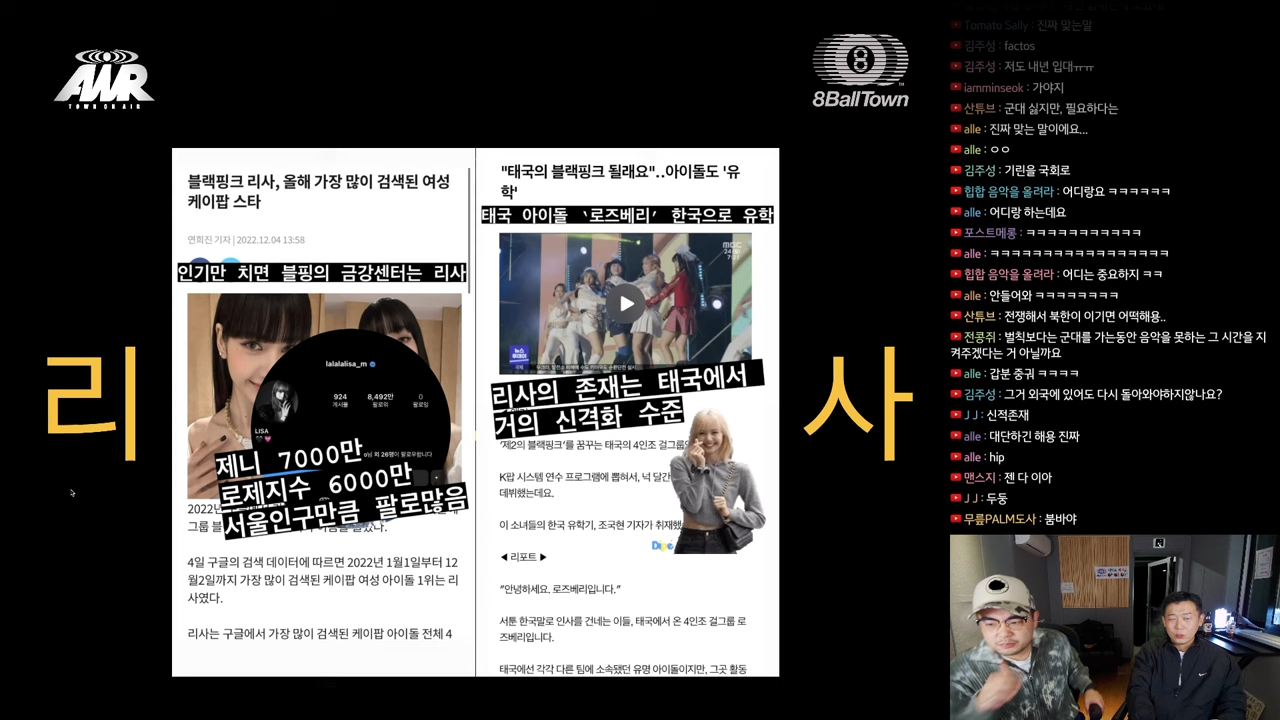 AIR
TOWN ON AIR
8
8BallTown
리
사
블랙핑크 리사, 올해 가장 많이 검색된 여성
케이팝 스타
연희진 기자 | 2022.12.04 13:58
인기만 치면 블핑의 금강센터는 리사
lalalalisa_m
924
8,492만
0
게시물
팔로워
팔로잉
LISA
제니 7000만
로제지수 6000만
서울인구만큼 팔로많음
4일 구글의 검색 데이터에 따르면 2022년 1월1일부터 12
월2일까지 가장 많이 검색된 케이팝 여성 아이돌 1위는 리
사였다.
리사는 구글에서 가장 많이 검색된 케이팝 아이돌 전체 4
"태국의 블랙핑크 될래요"..아이돌도 '유
학'
태국 아이돌 '로즈베리' 한국으로 유학
mbc
뉴스
투데이
리사의 존재는 태국에서
거의 신격화 수준
'제2의 블랙핑크'를 꿈꾸는 태국의 4인조 걸그룹
K팝 시스템 연수 프로그램에 뽑혀서, 넉 달간
데뷔했는데요.
이 소녀들의 한국 유학기, 조국현 기자가 취재했
◀ 리포트 ▶
"안녕하세요. 로즈베리입니다."
서툰 한국말로 인사를 건네는 이들, 태국에서 온 4인조 걸그룹 로
즈베리입니다.
태국에선 각각 다른 팀에 소속됐던 유명 아이돌이지만, 그곳 활동
Tomato Sally : 진짜 맞는말
김주성 : factos
김주성 : 저도 내년 입대ㅠㅠ
iamminseok : 가야지
산튜브 : 군대 싫지만, 필요하다는
alle : 진짜 맞는 말이에요...
alle : ㅇㅇ
김주성 : 기린을 국회로
힙합 음악을 올려라 : 어디랑요 ㅋㅋㅋㅋㅋㅋ
alle : 어디랑 하는데요
포스트메롱 : ㅋㅋㅋㅋㅋㅋㅋㅋㅋㅋㅋ
alle : ㅋㅋㅋㅋㅋㅋㅋㅋㅋㅋㅋㅋㅋㅋㅋㅋㅋ
힙합 음악을 올려라 : 어디는 중요하지 ㅋㅋ
alle : 안들어와 ㅋㅋㅋㅋㅋㅋㅋㅋ
산튜브 : 전쟁해서 북한이 이기면 어떡해용..
전콩쥐 : 벌칙보다는 군대를 가는동안 음악을 못하는 그 시간을 지
켜주겠다는 거 아닐까요
alle : 갑분 중궈 ㅋㅋㅋㅋ
김주성 : 그거 외국에 있어도 다시 돌아와야하지않나요?
J J : 신적존재
alle : 대단하긴 해용 진짜
alle : hip
맨스지 : 젠 다 이아
J J : 두둥
무릎PALM도사 : 붐바야